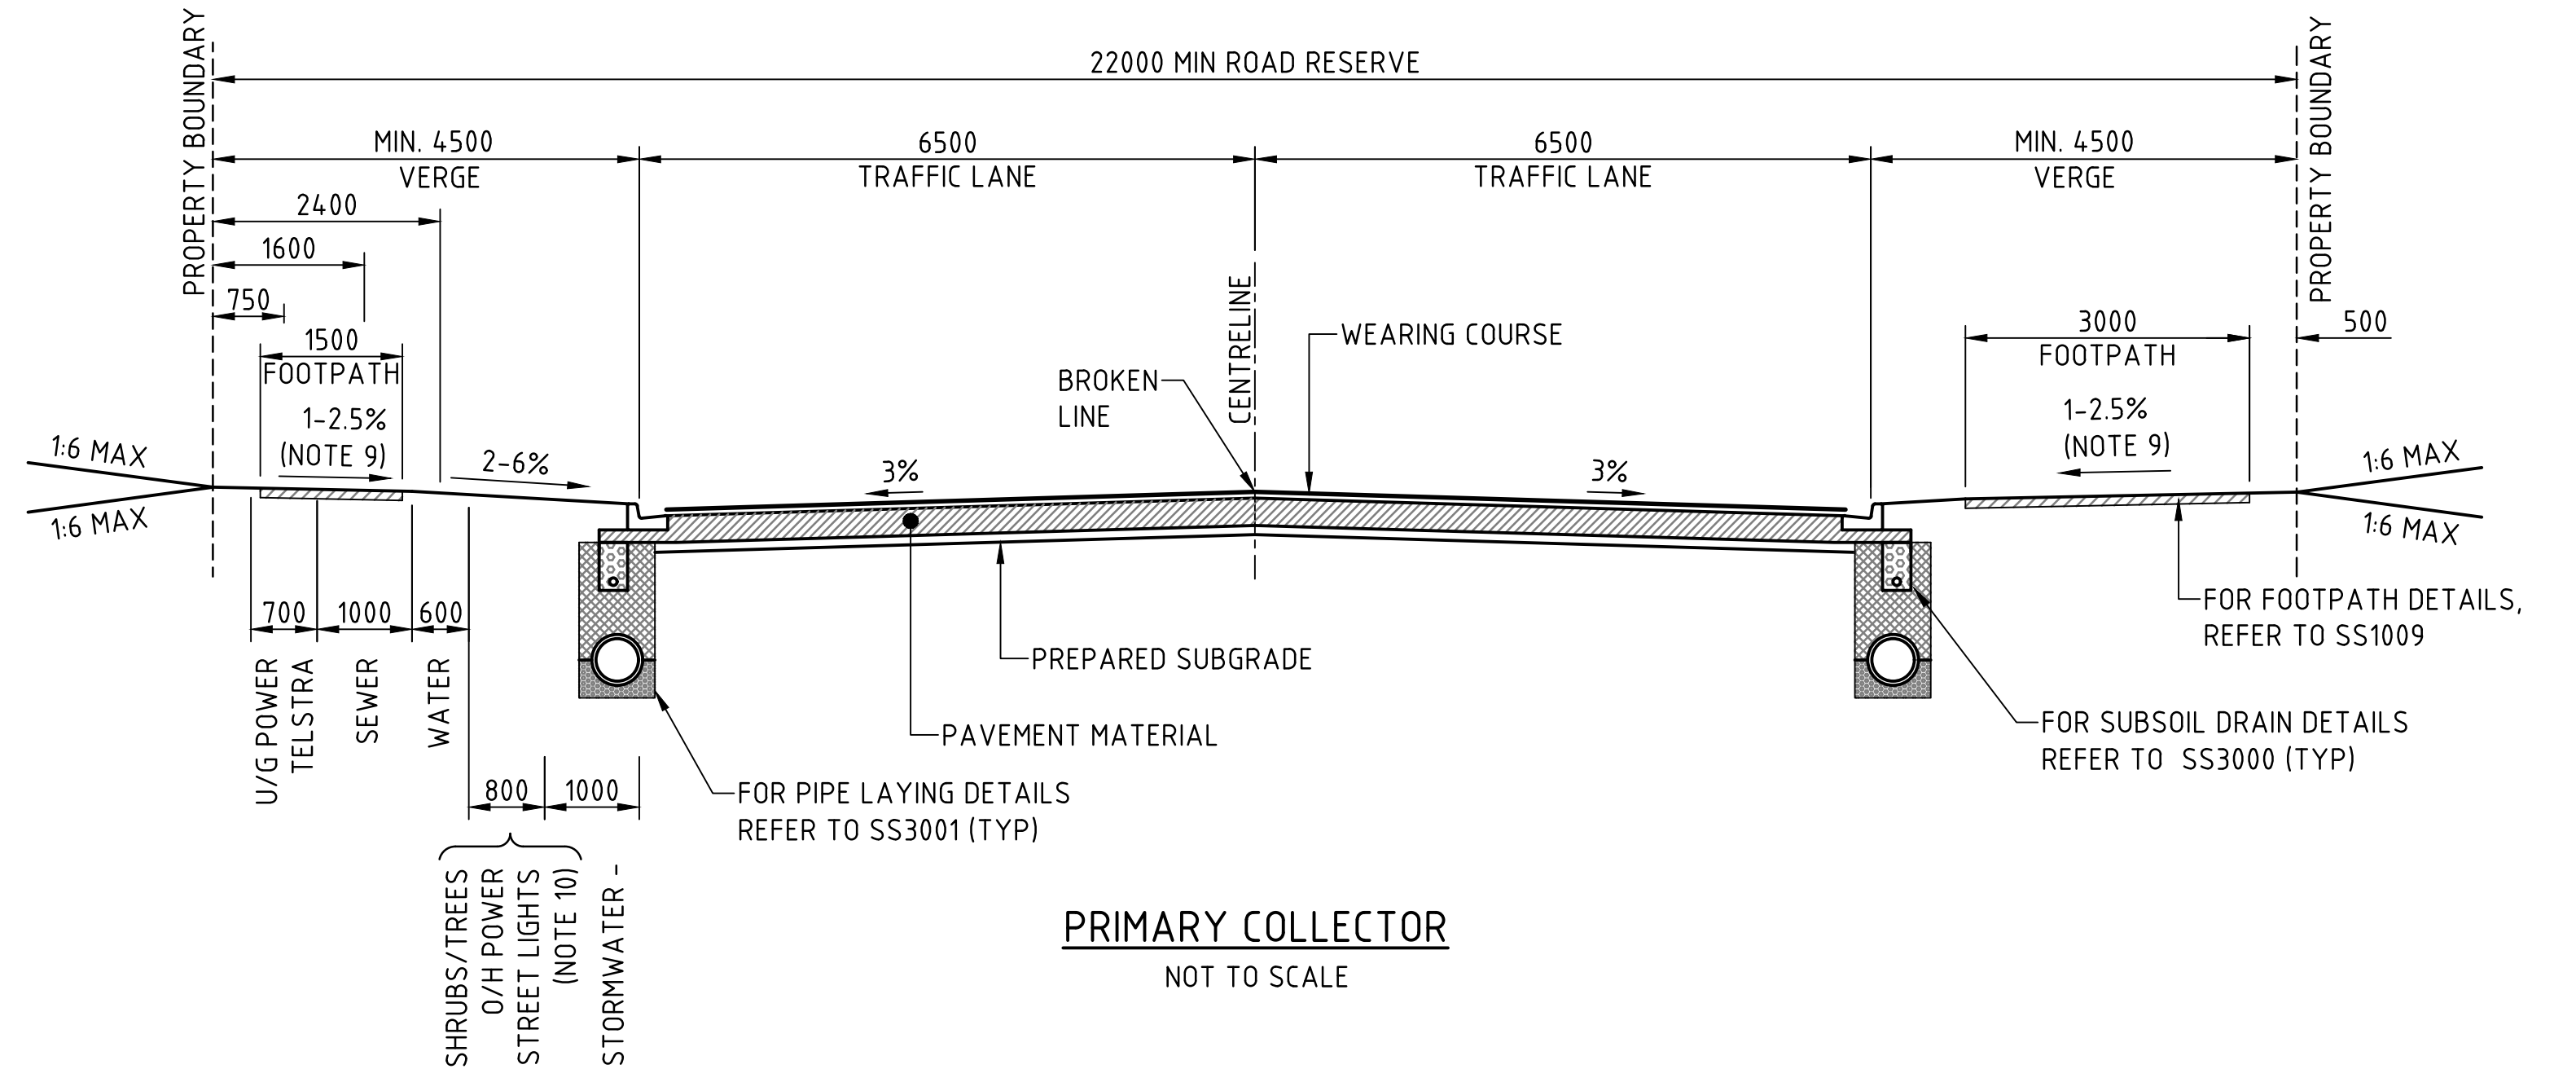 22000 MIN ROAD RESERVE
PROPERTY BOUNDARY
PROPERTY BOUNDARY
MIN. 4500
VERGE
6500
TRAFFIC LANE
6500
TRAFFIC LANE
MIN. 4500
VERGE
2400
1600
750
1500
FOOTPATH
1-2.5%
(NOTE 9)
2-6%
1:6 MAX
1:6 MAX
3%
BROKEN
LINE
CENTRELINE
WEARING COURSE
3%
3000
FOOTPATH
1-2.5%
(NOTE 9)
500
1:6 MAX
1:6 MAX
700
1000
600
U/G POWER
TELSTRA
SEWER
WATER
800
1000
SHRUBS/TREES
O/H POWER
STREET LIGHTS
(NOTE 10)
STORMWATER -
PREPARED SUBGRADE
PAVEMENT MATERIAL
FOR PIPE LAYING DETAILS
REFER TO SS3001 (TYP)
FOR FOOTPATH DETAILS,
REFER TO SS1009
FOR SUBSOIL DRAIN DETAILS
REFER TO SS3000 (TYP)
PRIMARY COLLECTOR
NOT TO SCALE